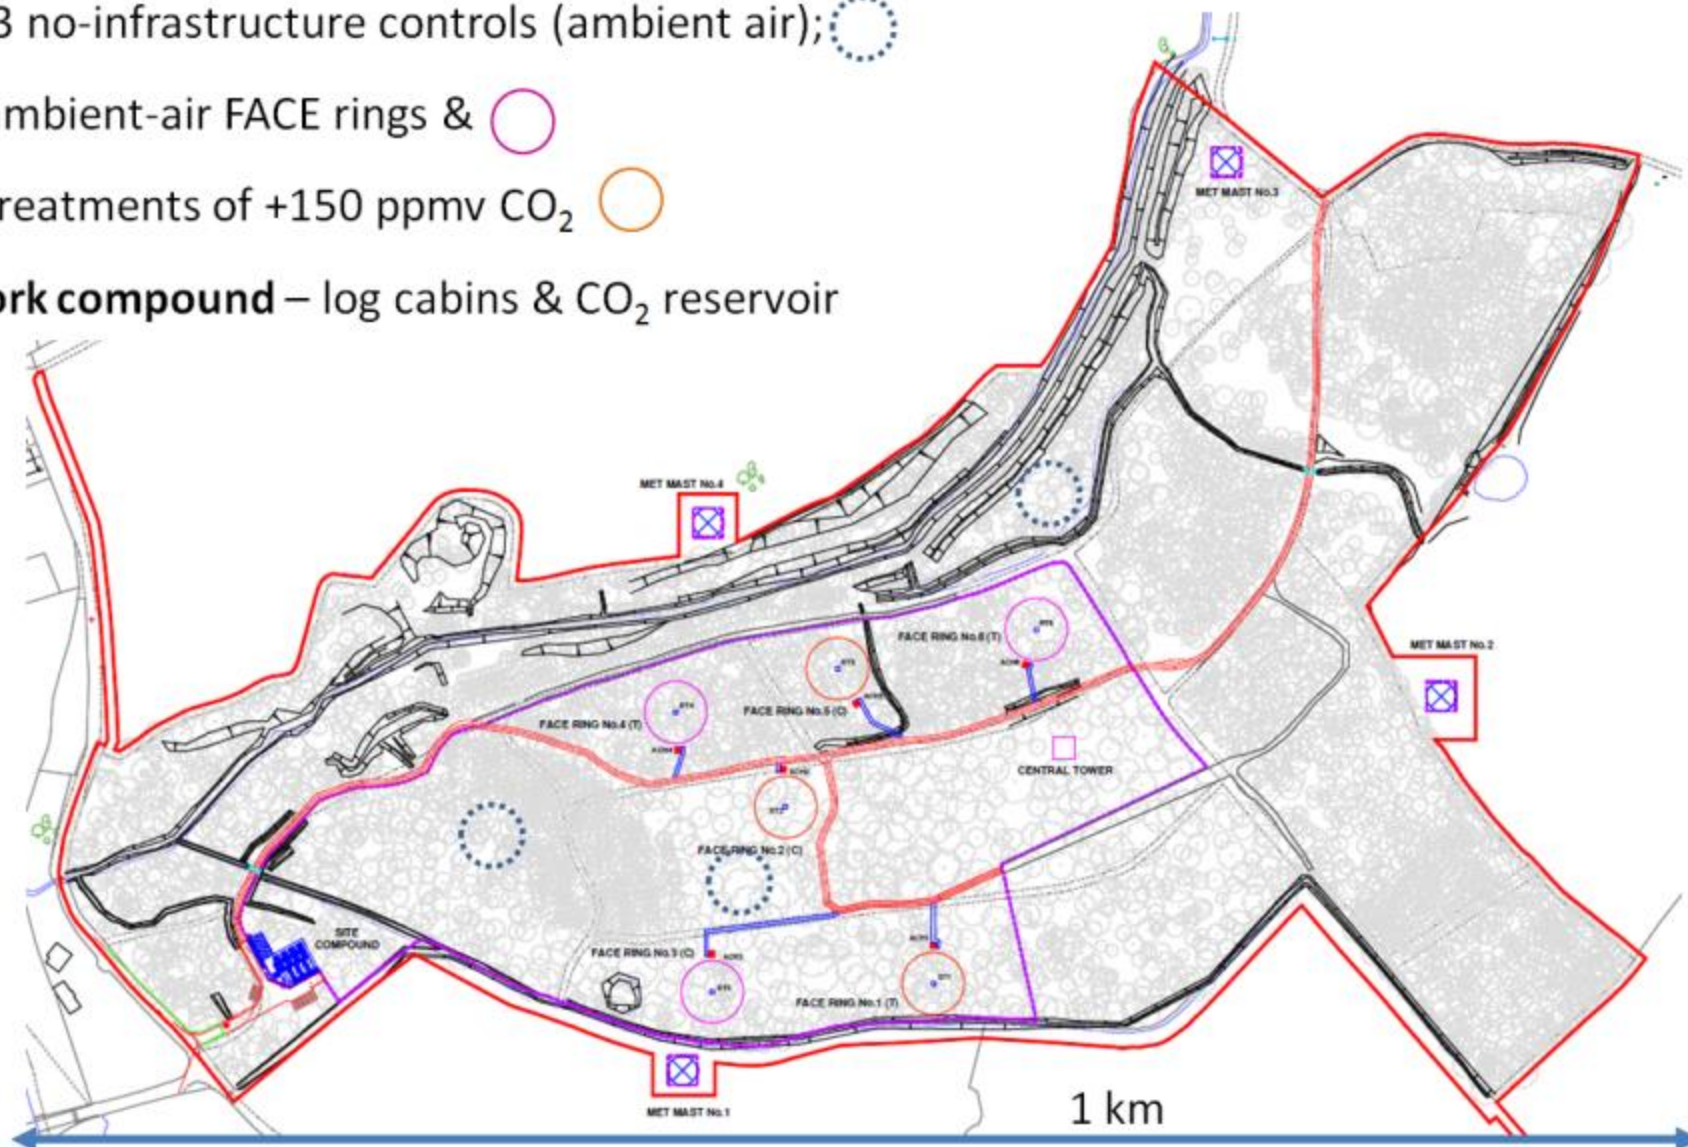 3 no-infrastructure controls (ambient air);
mbient-air FACE rings &
reatments of +150 ppmv CO₂
ork compound – log cabins & CO₂ reservoir
MET MAST No.3
MET MAST No.4
MET MAST No.2
FACE RING No.6 (T)
FACE RING No.5 (C)
FACE RING No.4 (T)
CENTRAL TOWER
FACE RING No.2 (C)
SITE
COMPOUND
FACE RING No.3 (C)
FACE RING No.1 (T)
MET MAST No.1
1 km